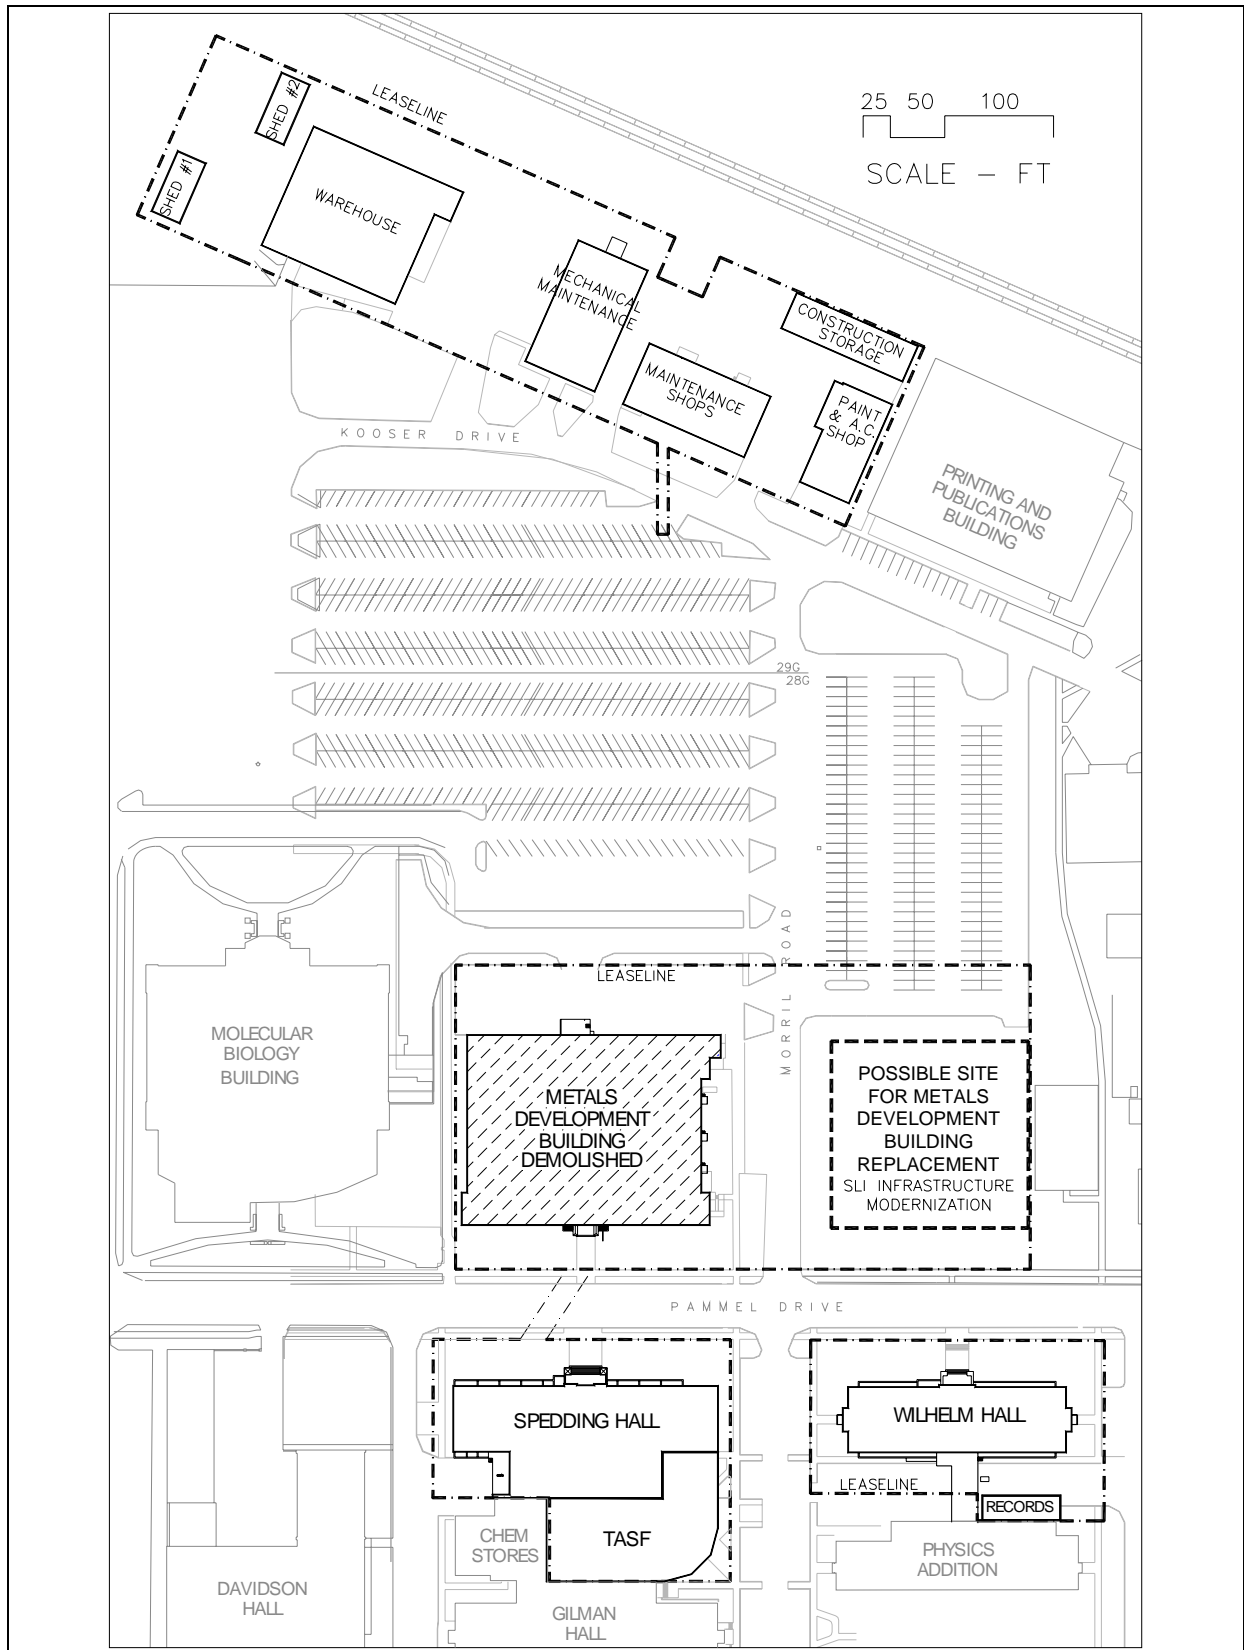 25 50 100
SCALE – FT
LEASELINE
SHED #2
SHED #1
WAREHOUSE
MECHANICAL
MAINTENANCE
CONSTRUCTION
STORAGE
MAINTENANCE
SHOPS
PAINT
& A.C.
SHOP
KOOSER DRIVE
PRINTING AND
PUBLICATIONS
BUILDING
29G
28G
MORRIL ROAD
LEASELINE
MOLECULAR
BIOLOGY
BUILDING
METALS
DEVELOPMENT
BUILDING
DEMOLISHED
POSSIBLE SITE
FOR METALS
DEVELOPMENT
BUILDING
REPLACEMENT
SLI INFRASTRUCTURE
MODERNIZATION
PAMMEL DRIVE
SPEDDING HALL
WILHELM HALL
LEASELINE
RECORDS
CHEM
STORES
TASF
PHYSICS
ADDITION
DAVIDSON
HALL
GILMAN
HALL